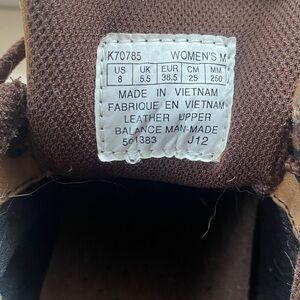 K70785 WOMEN'S M
US UK EUR CM MM
8 5.5 38.5 25 250
MADE IN VIETNAM
FABRIQUE EN VIETNAM
LEATHER UPPER
BALANCE MAN-MADE
501383 J12